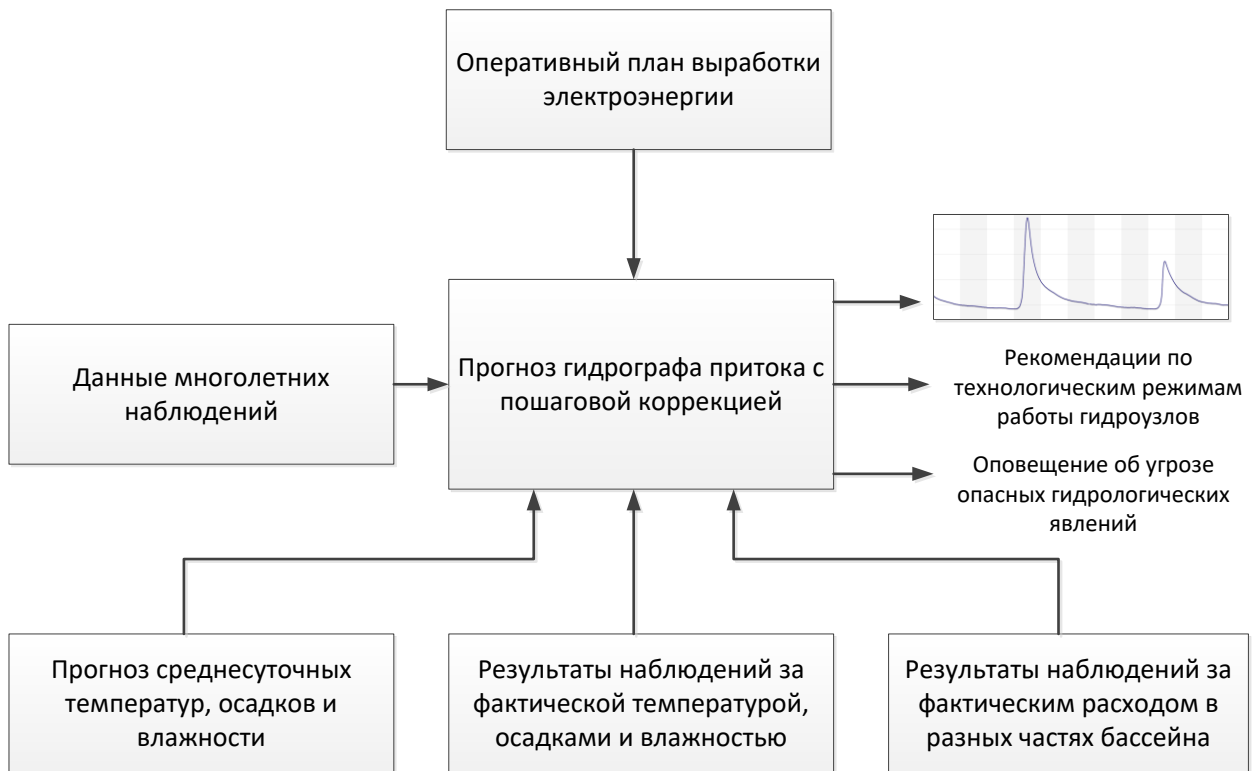 Оперативный план выработки
электроэнергии
Данные многолетних
наблюдений
Прогноз гидрографа притока с
пошаговой коррекцией
Рекомендации по
технологическим режимам
работы гидроузлов
Оповещение об угрозе
опасных гидрологических
явлений
Прогноз среднесуточных
температур, осадков и
влажности
Результаты наблюдений за
фактической температурой,
осадками и влажностью
Результаты наблюдений за
фактическим расходом в
разных частях бассейна